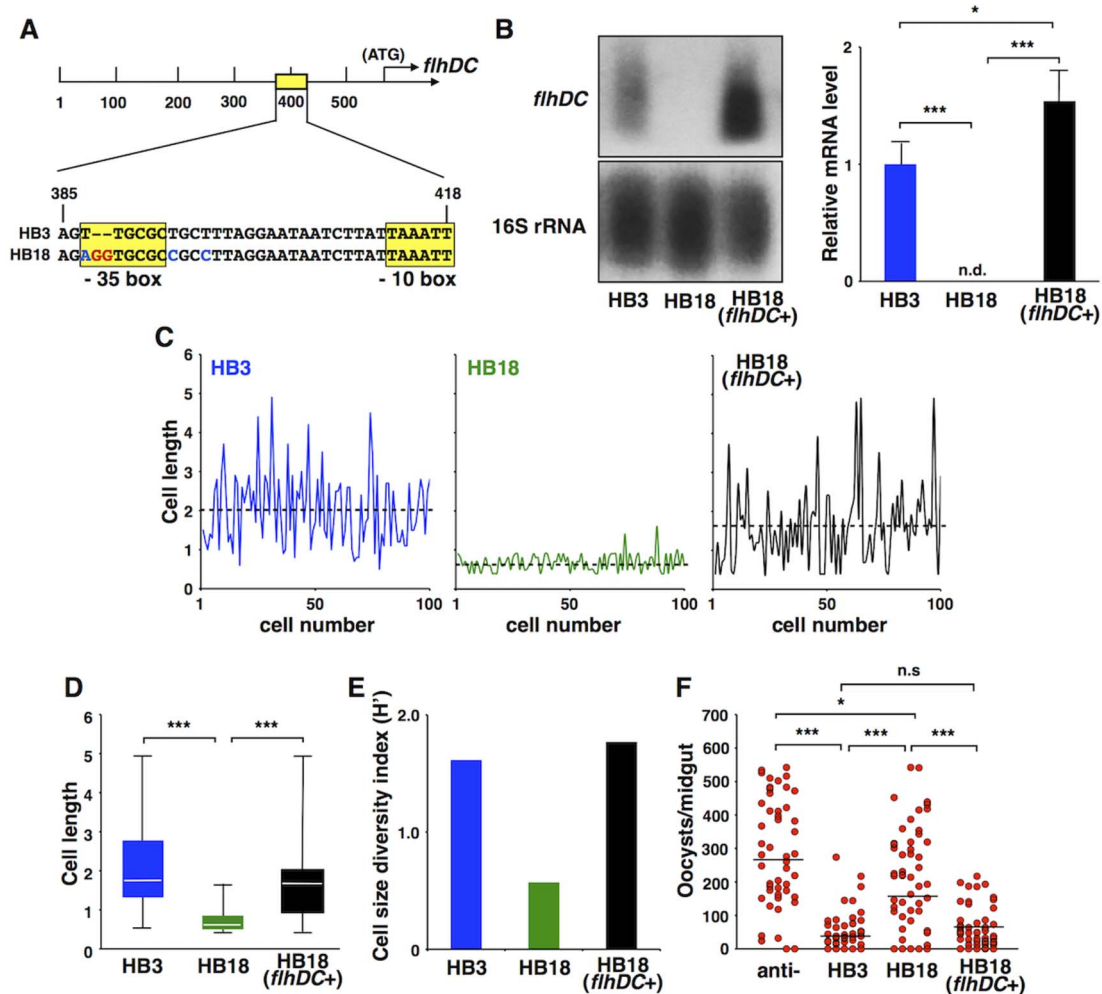 A
(ATG)
flhDC
1 100 200 300 400 500
385 418
HB3 AGT--TGCGCTGCTTTAGGAATAATCTTATTAAATT
HB18 AGAGGTGCGCCGCCTTAGGAATAATCTTATTAAATT
- 35 box - 10 box
B
flhDC
16S rRNA
HB3 HB18 HB18
(flhDC+)
Relative mRNA level
2
1
0
*
***
***
n.d.
HB3 HB18 HB18
(flhDC+)
C
Cell length
6
5
4
3
2
1
0
HB3
HB18
HB18
(flhDC+)
1 50 100
1 50 100
1 50 100
cell number
cell number
cell number
D
Cell length
6
5
4
3
2
1
0
*** ***
HB3 HB18 HB18
(flhDC+)
E
Cell size diversity index (H')
2.0
1.0
0
HB3 HB18 HB18
(flhDC+)
F
Oocysts/midgut
700
600
500
400
300
200
100
0
n.s
*
*** *** ***
anti- HB3 HB18 HB18
(flhDC+)